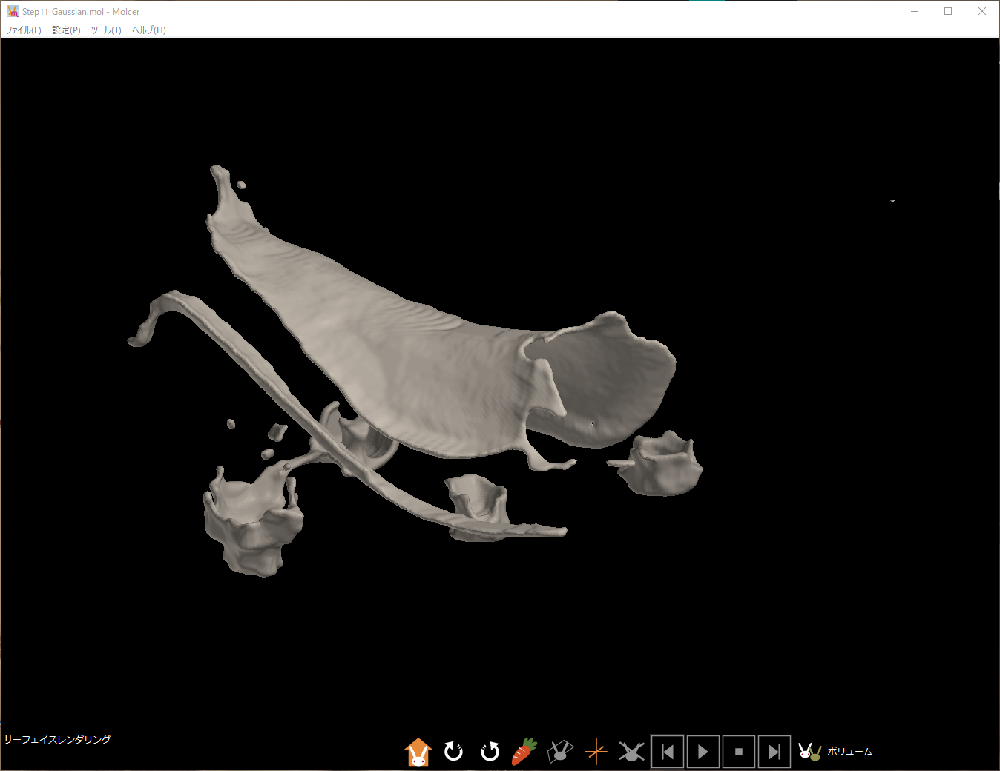 Step11_Gaussian.mol - Molcer
ファイル(F) 設定(P) ツール(T) ヘルプ(H)
サーフェイスレンダリング
ボリューム